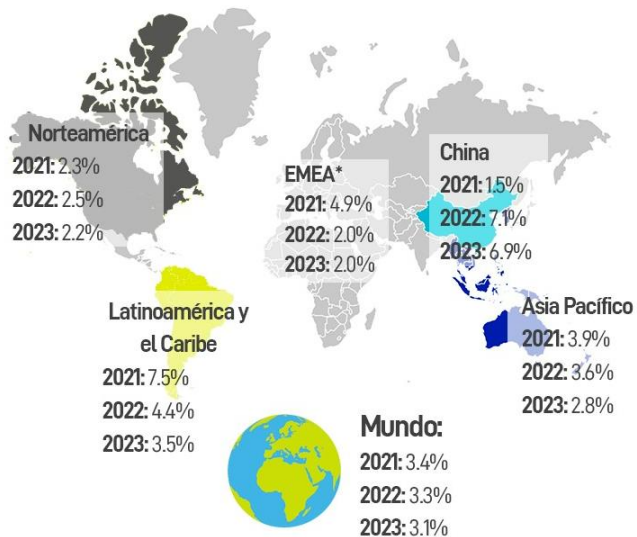 Norteamérica
2021: 2.3%
2022: 2.5%
2023: 2.2%
EMEA*
2021: 4.9%
2022: 2.0%
2023: 2.0%
China
2021: 1.5%
2022: 7.1%
2023: 6.9%
Latinoamérica y
el Caribe
2021: 7.5%
2022: 4.4%
2023: 3.5%
Asia Pacífico
2021: 3.9%
2022: 3.6%
2023: 2.8%
Mundo:
2021: 3.4%
2022: 3.3%
2023: 3.1%